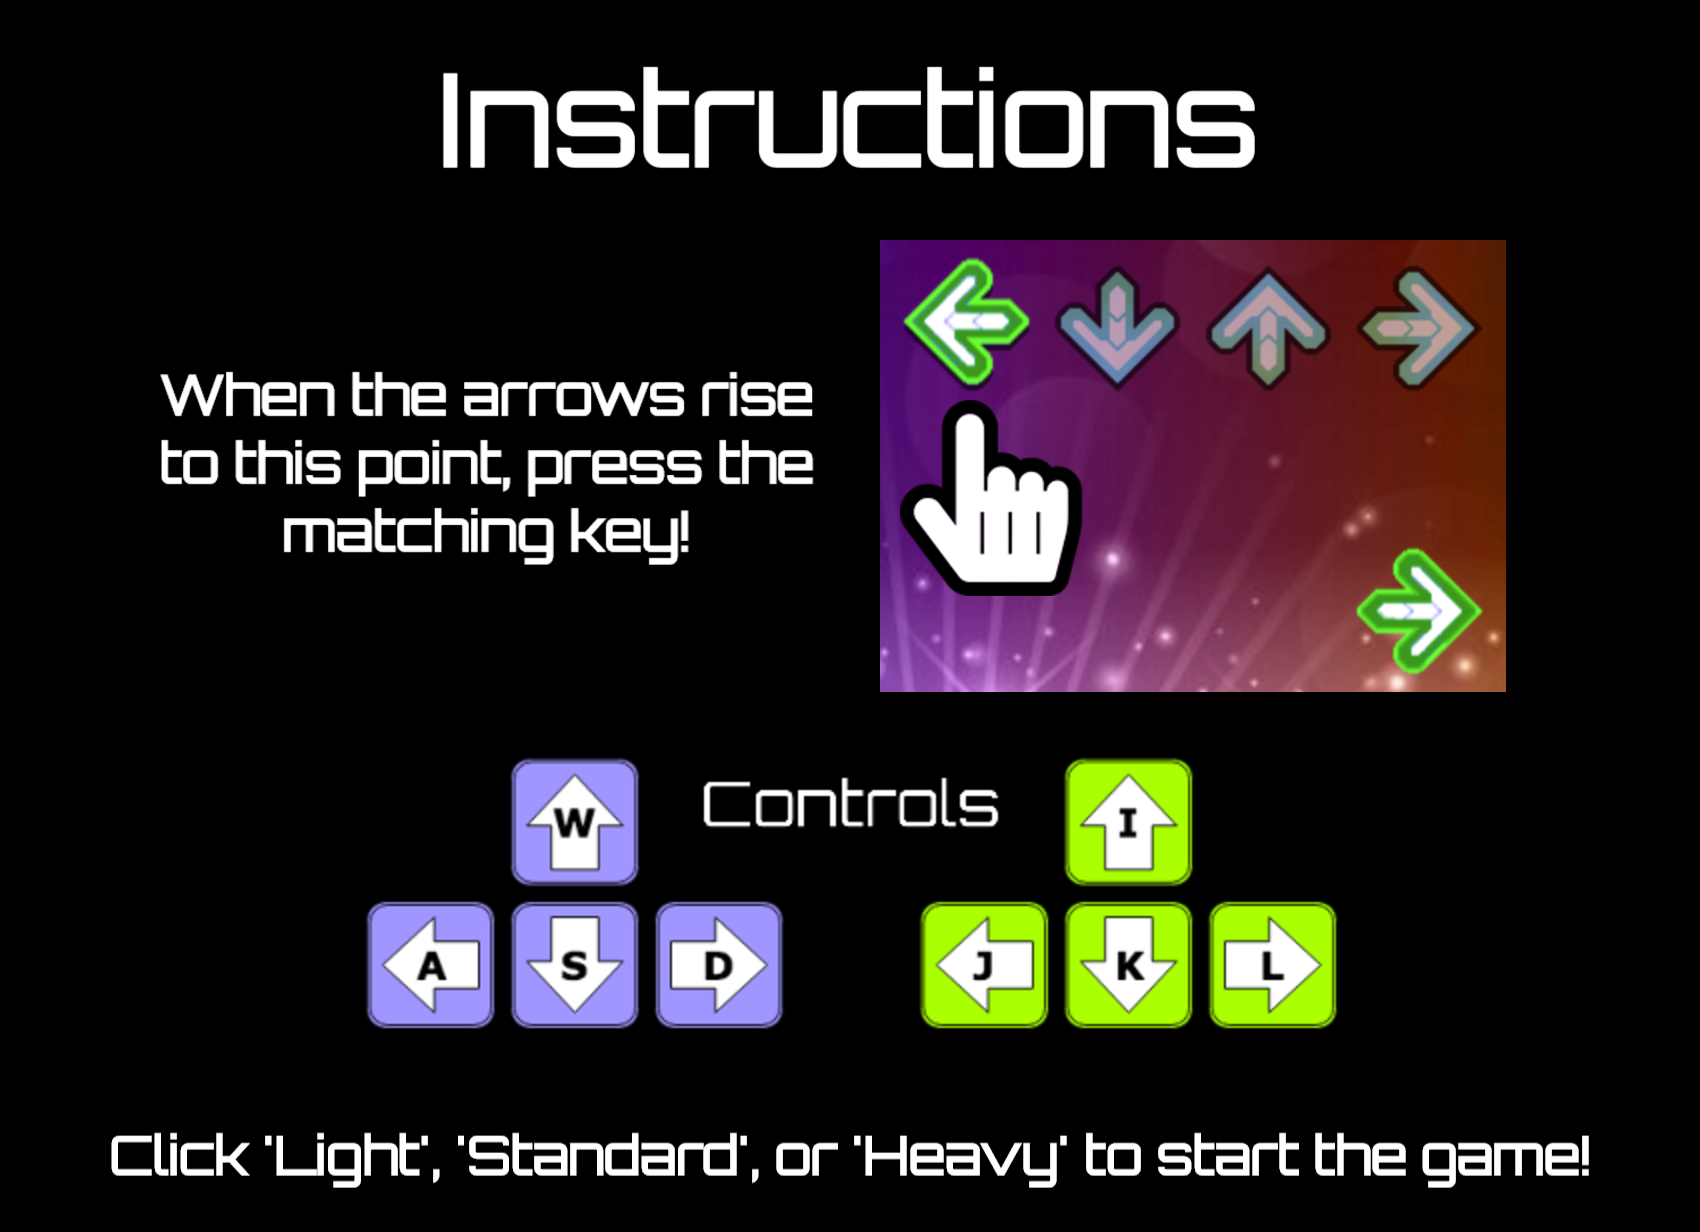 Instructions
When the arrows rise
to this point, press the
matching key!
Controls
W
I
A
S
D
J
K
L
Click 'Light', 'Standard', or 'Heavy' to start the game!